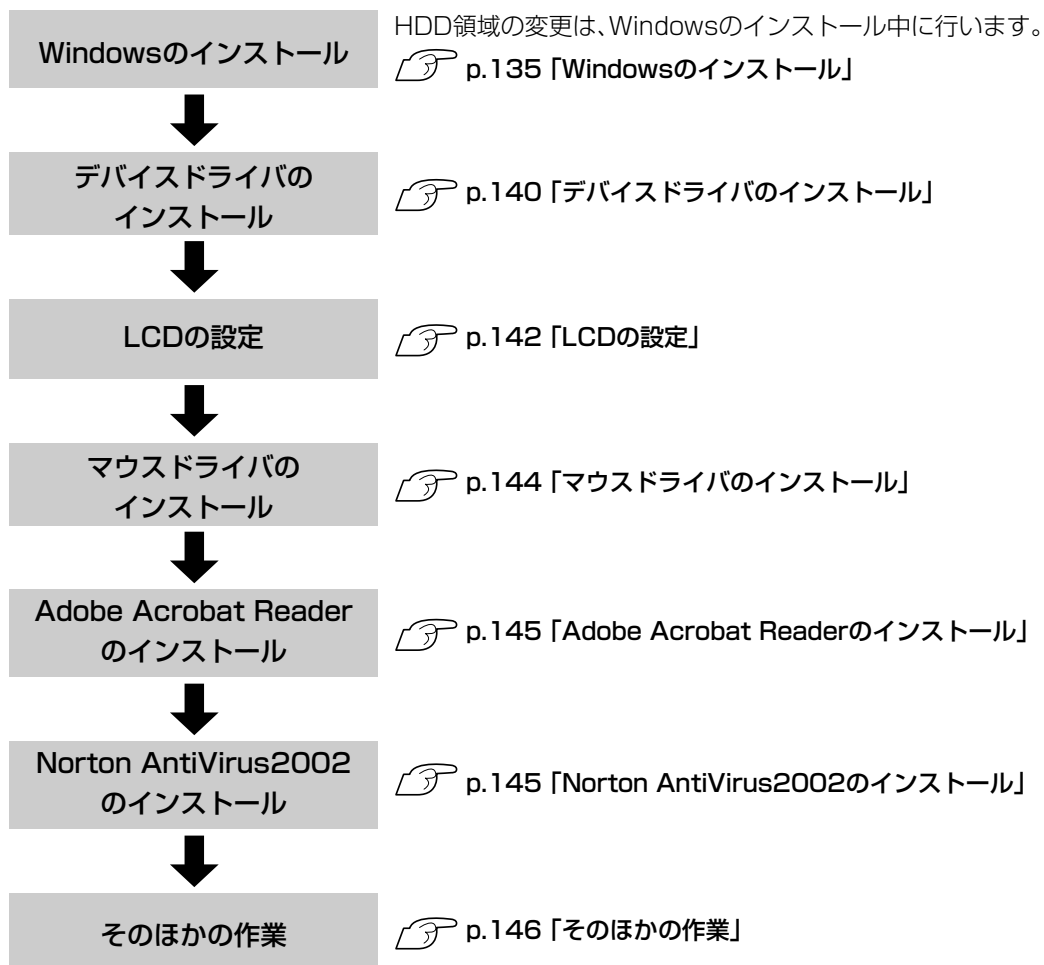 HDD領域の変更は、Windowsのインストール中に行います。
Windowsのインストール
p.135「Windowsのインストール」
デバイスドライバの
インストール
p.140「デバイスドライバのインストール」
LCDの設定
p.142「LCDの設定」
マウスドライバの
インストール
p.144「マウスドライバのインストール」
Adobe Acrobat Reader
のインストール
p.145「Adobe Acrobat Readerのインストール」
Norton AntiVirus2002
のインストール
p.145「Norton AntiVirus2002のインストール」
そのほかの作業
p.146「そのほかの作業」